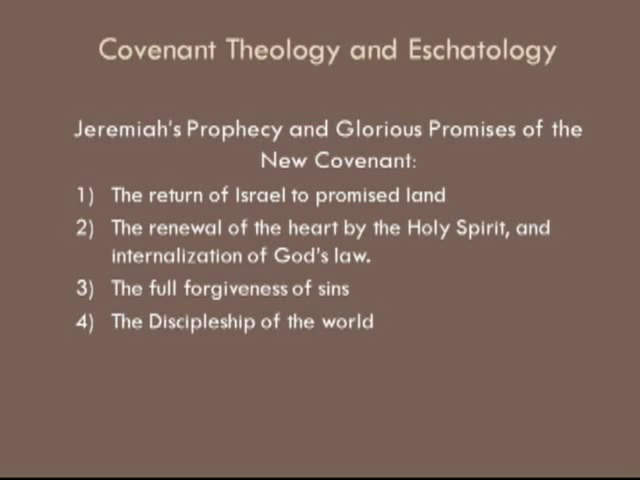 Covenant Theology and Eschatology
Jeremiah's Prophecy and Glorious Promises of the
New Covenant:
1) The return of Israel to promised land
2) The renewal of the heart by the Holy Spirit, and
internalization of God's law.
3) The full forgiveness of sins
4) The Discipleship of the world